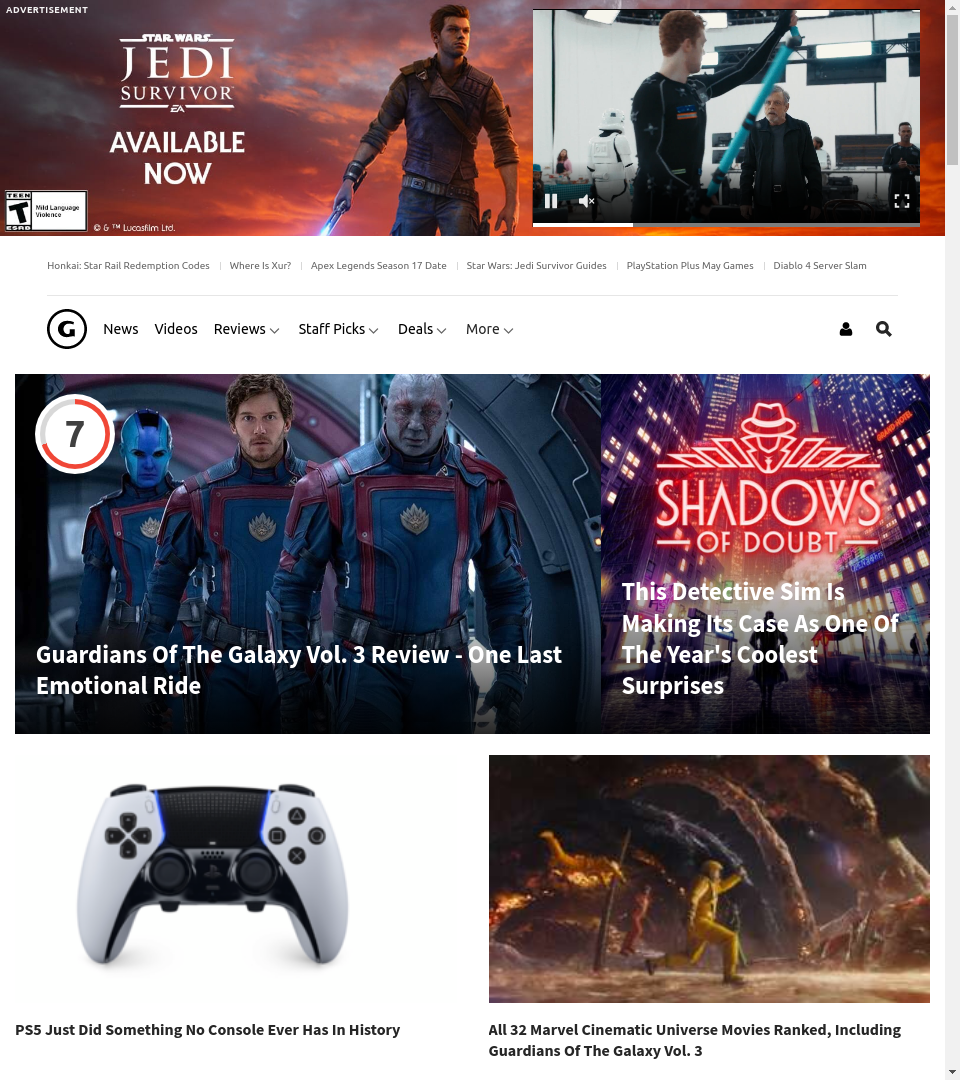 ADVERTISEMENT
STAR WARS
JEDI
SURVIVOR
EA
AVAILABLE
NOW
TEEN
T
ESRB
Mild Language
Violence
© & ™ Lucasfilm Ltd.
Honkai: Star Rail Redemption Codes
Where Is Xur?
Apex Legends Season 17 Date
Star Wars: Jedi Survivor Guides
PlayStation Plus May Games
Diablo 4 Server Slam
G
News
Videos
Reviews
Staff Picks
Deals
More
7
Guardians Of The Galaxy Vol. 3 Review - One Last
Emotional Ride
GRAND HOTEL
SHADOWS
OF DOUBT
This Detective Sim Is
Making Its Case As One Of
The Year's Coolest
Surprises
PS5 Just Did Something No Console Ever Has In History
All 32 Marvel Cinematic Universe Movies Ranked, Including
Guardians Of The Galaxy Vol. 3